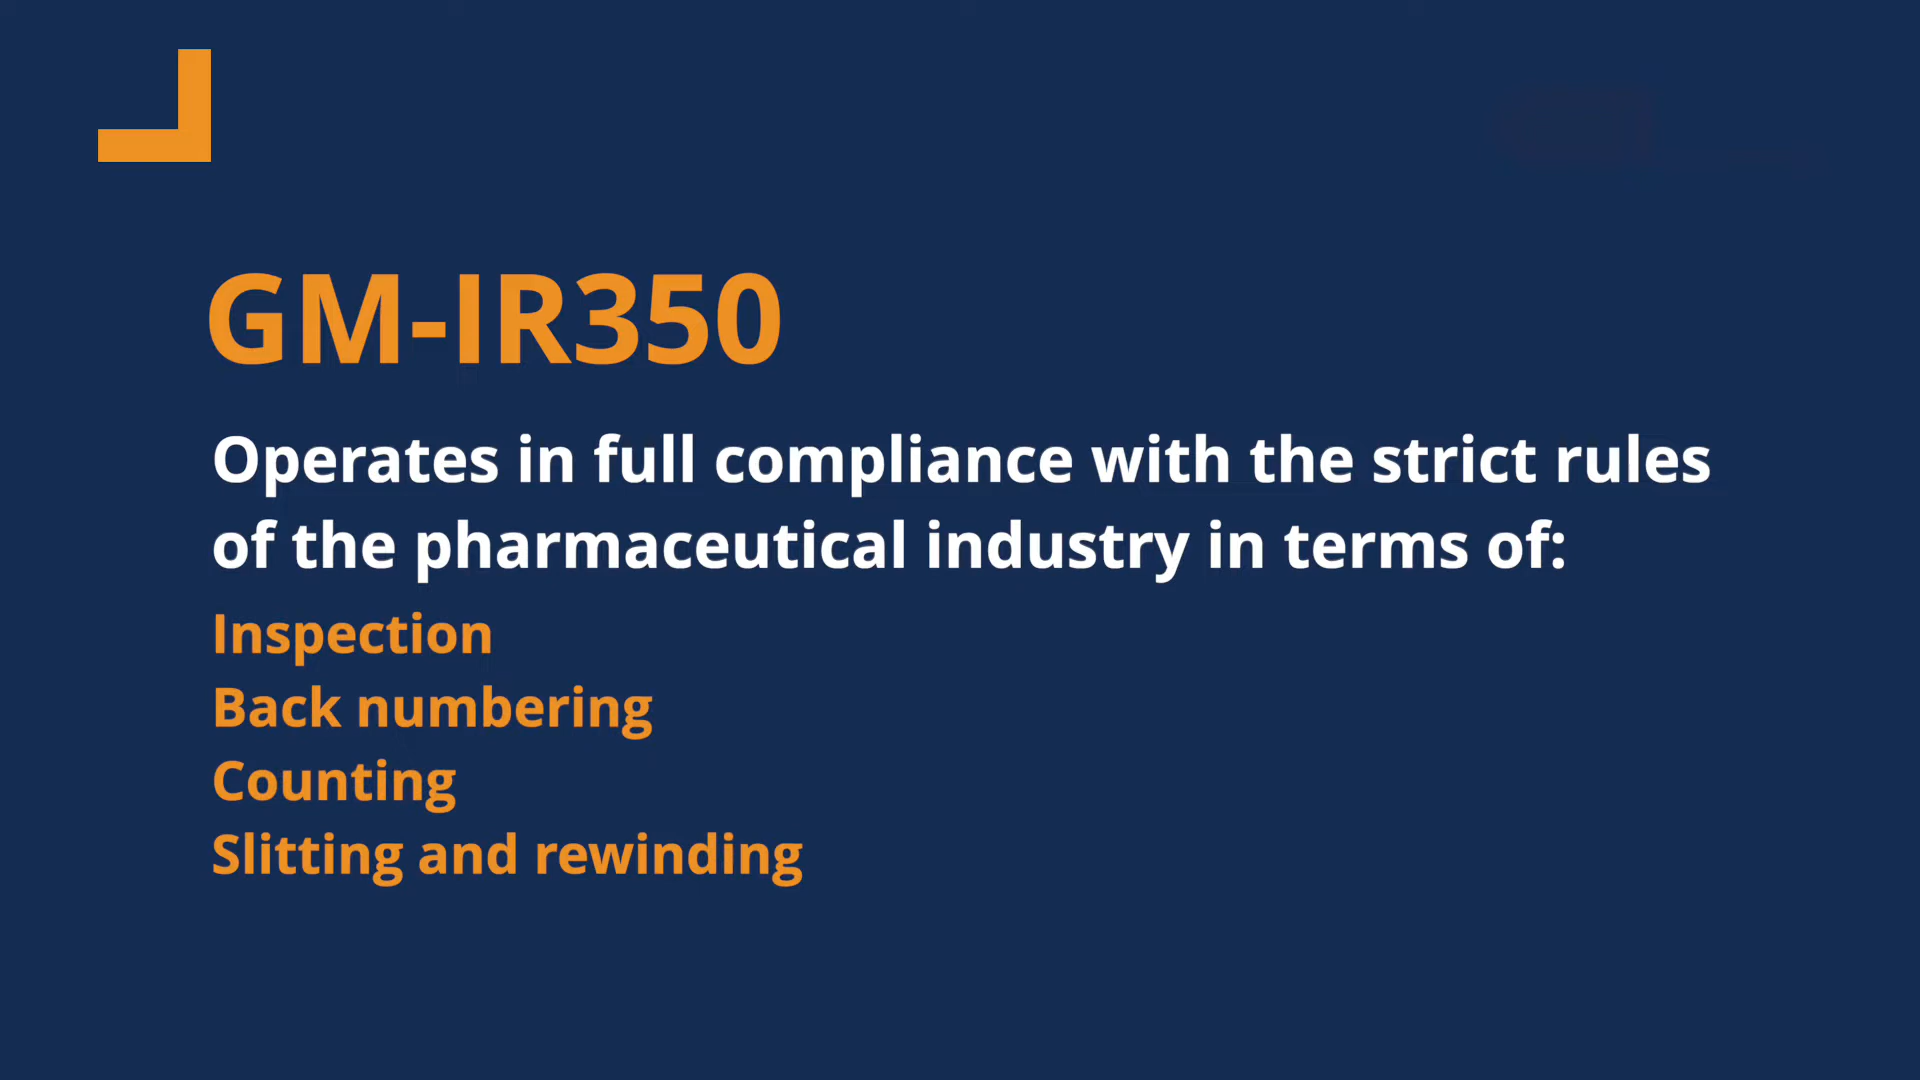 GM-IR350
Operates in full compliance with the strict rules
of the pharmaceutical industry in terms of:
Inspection
Back numbering
Counting
Slitting and rewinding